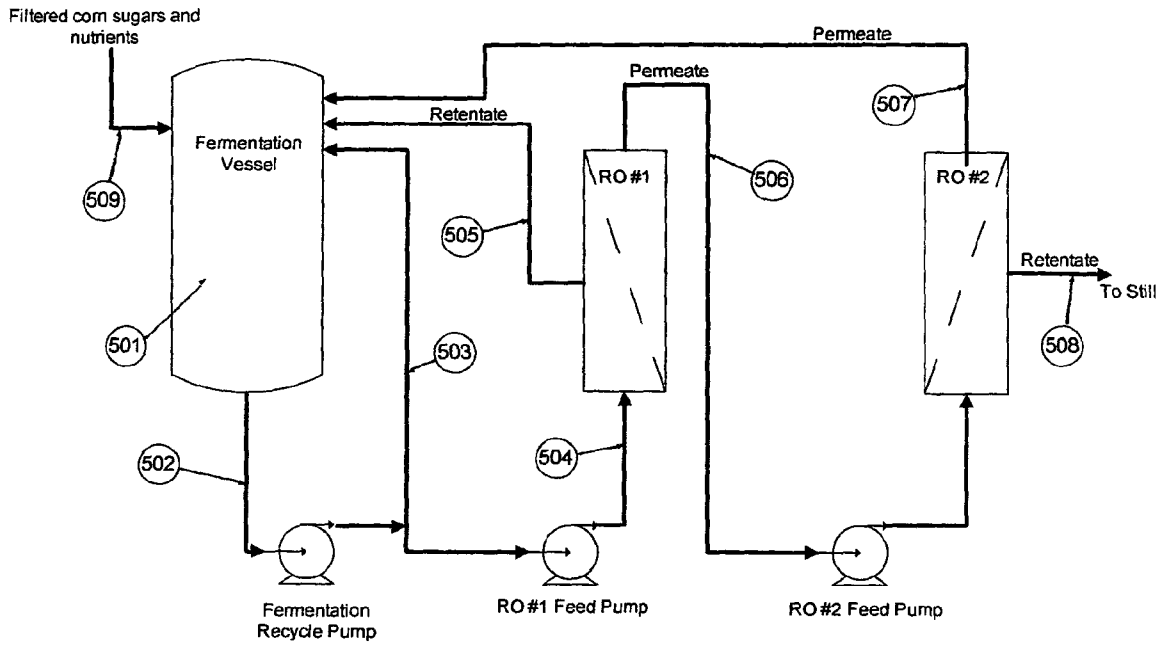 Filtered corn sugars and
nutrients
Permeate
Permeate
507
Retentate
Fermentation
Vessel
RO #1
506
RO #2
509
505
Retentate
To Still
501
503
508
502
504
Fermentation
Recycle Pump
RO #1 Feed Pump
RO #2 Feed Pump